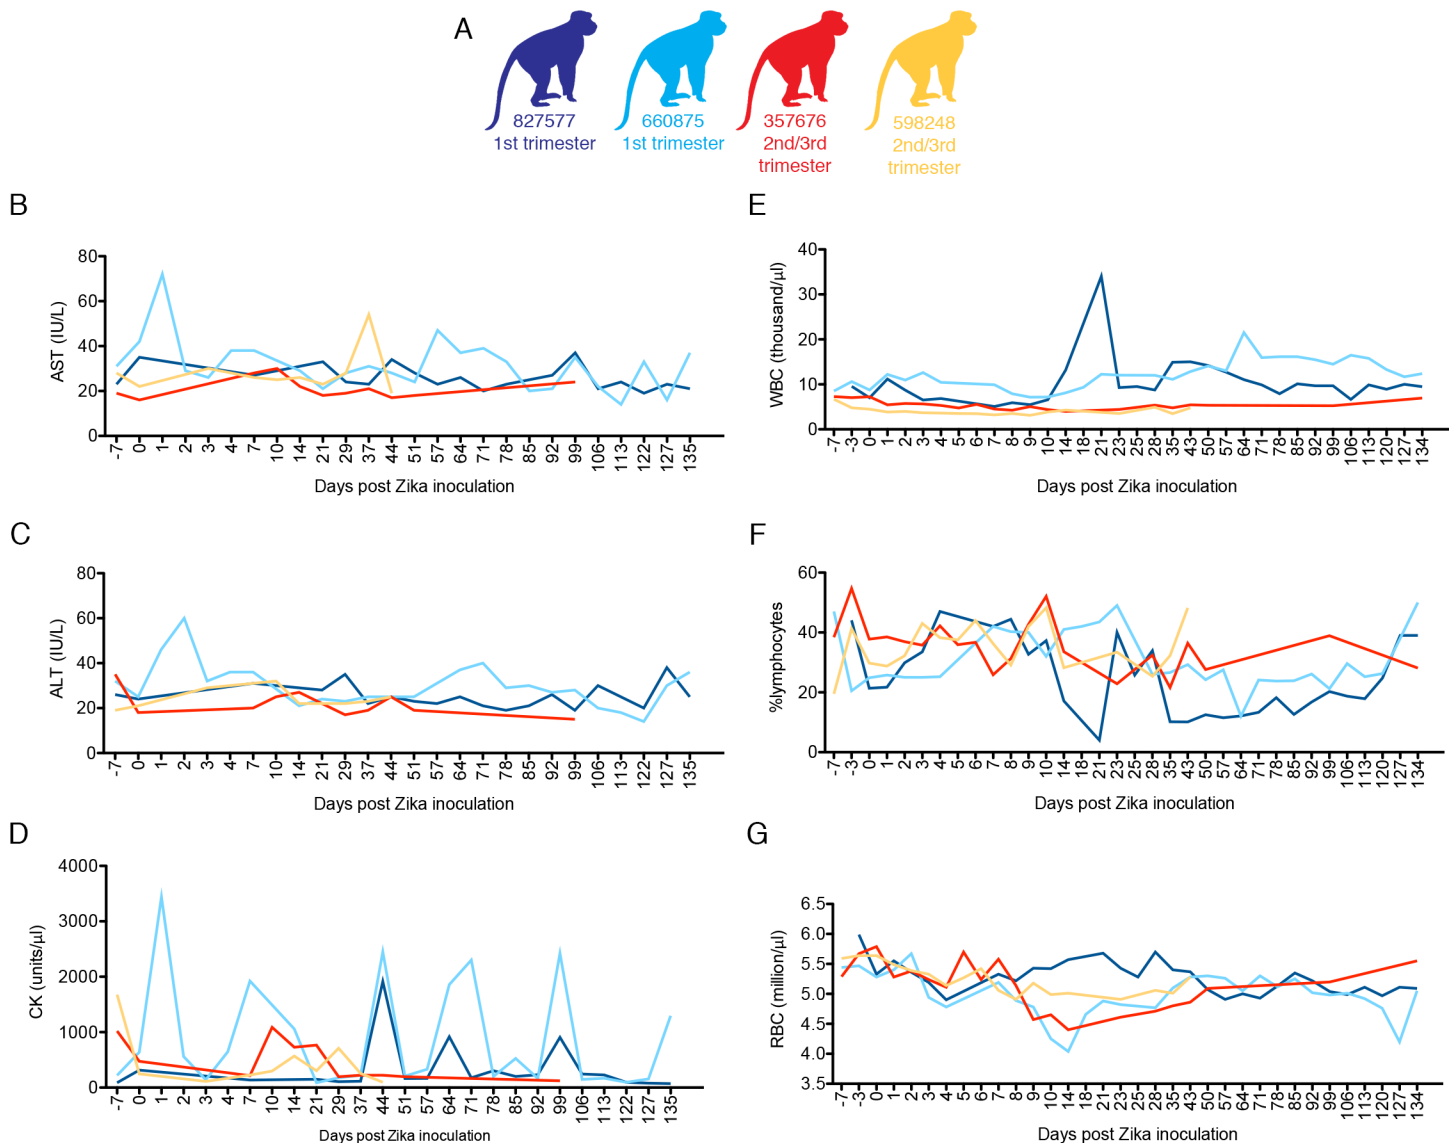 A
827577
1st trimester
660875
1st trimester
357676
2nd/3rd
trimester
598248
2nd/3rd
trimester
B
AST (IU/L)
80
60
40
20
0
-7 0 1 2 3 4 7 10 14 21 29 37 44 51 57 64 71 78 85 92 99 106 113 122 127 135
Days post Zika inoculation
C
ALT (IU/L)
80
60
40
20
0
-7 0 1 2 3 4 7 10 14 21 29 37 44 51 57 64 71 78 85 92 99 106 113 122 127 135
Days post Zika inoculation
D
CK (units/µl)
4000
3000
2000
1000
0
-7 0 1 2 3 4 7 10 14 21 29 37 44 51 57 64 71 78 85 92 99 106 113 122 127 135
Days post Zika inoculation
E
WBC (thousand/µl)
40
30
20
10
0
-7 -3 0 1 2 3 4 5 6 7 8 9 10 14 18 21 23 25 28 35 43 50 57 64 71 78 85 92 99 106 113 120 127 134
Days post Zika inoculation
F
%lymphocytes
60
40
20
0
-7 -3 0 1 2 3 4 5 6 7 8 9 10 14 18 21 23 25 28 35 43 50 57 64 71 78 85 92 99 106 113 120 127 134
Days post Zika inoculation
G
RBC (million/µl)
6.5
6.0
5.5
5.0
4.5
4.0
3.5
-7 -3 0 1 2 3 4 5 6 7 8 9 10 14 18 21 23 25 28 35 43 50 57 64 71 78 85 92 99 106 113 120 127 134
Days post Zika inoculation